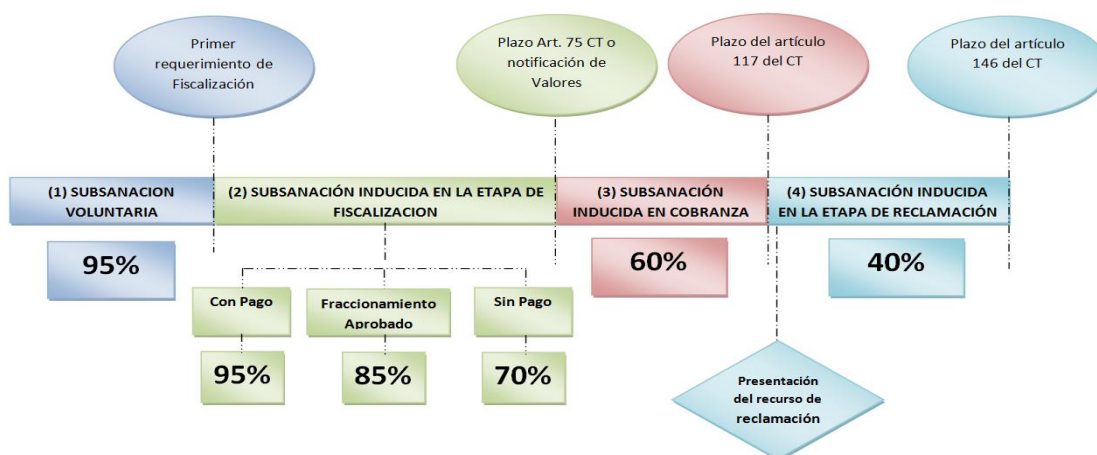 Primer
requerimiento de
Fiscalización
Plazo Art. 75 CT o
notificación de
Valores
Plazo del artículo
117 del CT
Plazo del artículo
146 del CT
(1) SUBSANACION
VOLUNTARIA
(2) SUBSANACIÓN INDUCIDA EN LA ETAPA DE
FISCALIZACION
(3) SUBSANACIÓN
INDUCIDA EN COBRANZA
(4) SUBSANACIÓN INDUCIDA
EN LA ETAPA DE RECLAMACIÓN
95%
60%
40%
Con Pago
Fraccionamiento
Aprobado
Sin Pago
95%
85%
70%
Presentación
del recurso de
reclamación